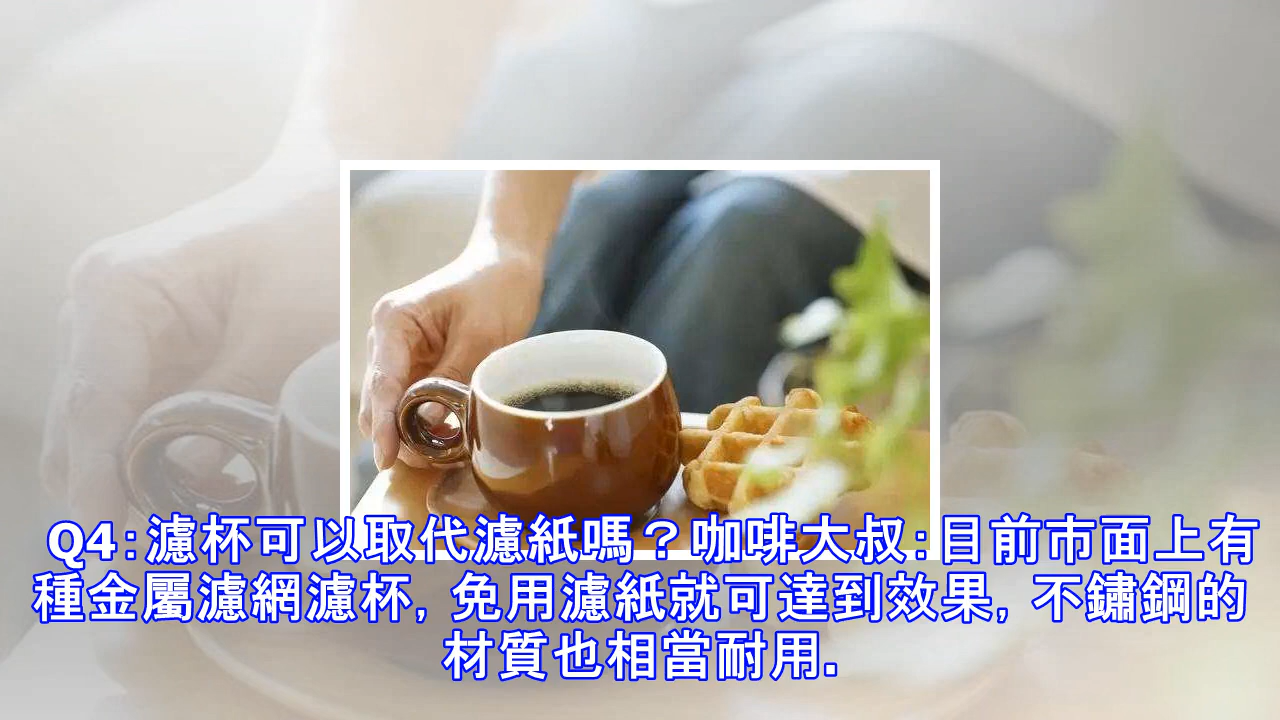 Q4:濾杯可以取代濾紙嗎？咖啡大叔:目前市面上有
種金屬濾網濾杯, 免用濾紙就可達到效果, 不鏽鋼的
材質也相當耐用.